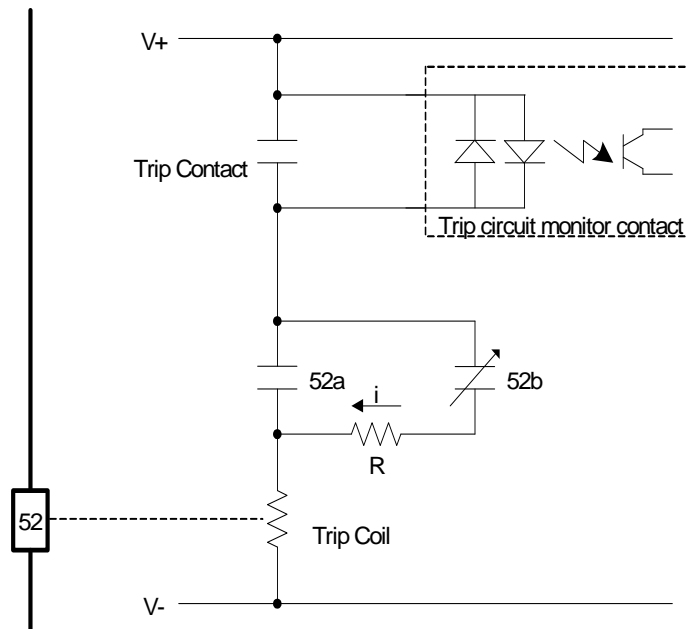 V+
Trip Contact
Trip circuit monitor contact
52a
52b
i
R
52
Trip Coil
V-